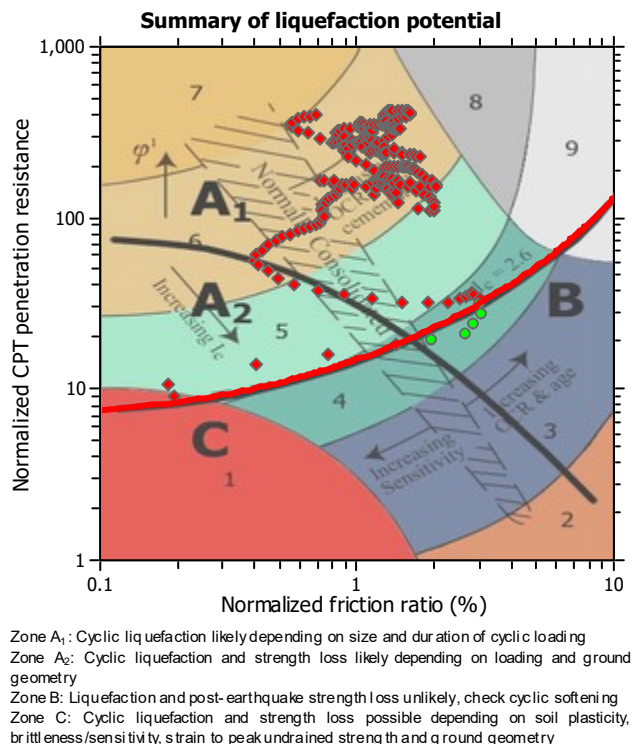 Summary of liquefaction potential
1,000
7
8
9
φ'
A1
Normally Consolidated
OCR
cement
100
6
Ic = 2.6
A2
B
Increasing Ic
5
10
4
C
Increasing OCR & age
Increasing Sensitivity
3
1
2
1
0.1
1
10
Normalized CPT penetration resistance
Normalized friction ratio (%)
Zone A1: Cyclic liquefaction likely depending on size and duration of cyclic loading
Zone A2: Cyclic liquefaction and strength loss likely depending on loading and ground
geometry
Zone B: Liquefaction and post-earthquake strength loss unlikely, check cyclic softening
Zone C: Cyclic liquefaction and strength loss possible depending on soil plasticity,
brittleness/sensitivity, strain to peak undrained strength and ground geometry